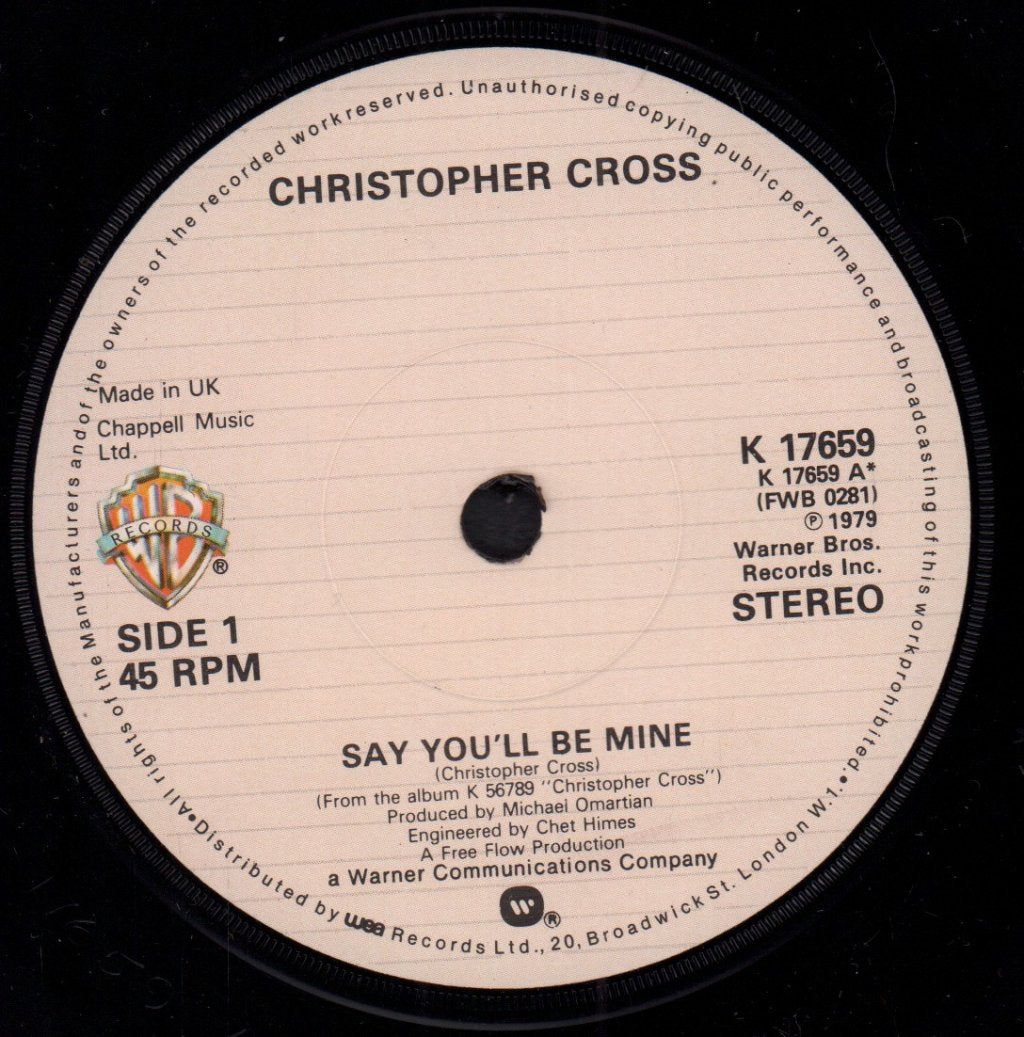 All rights of the Manufacturers and of the owners of the recorded work reserved. Unauthorised copying public performance and broadcasting of this work prohibited.
CHRISTOPHER CROSS
Made in UK
Chappell Music
Ltd.
WB
RECORDS
®
SIDE 1
45 RPM
K 17659
K 17659 A*
(FWB 0281)
℗ 1979
Warner Bros.
Records Inc.
STEREO
SAY YOU'LL BE MINE
(Christopher Cross)
(From the album K 56789 "Christopher Cross")
Produced by Michael Omartian
Engineered by Chet Himes
A Free Flow Production
a Warner Communications Company
®
•Distributed by wea Records Ltd., 20, Broadwick St. London W.1.•